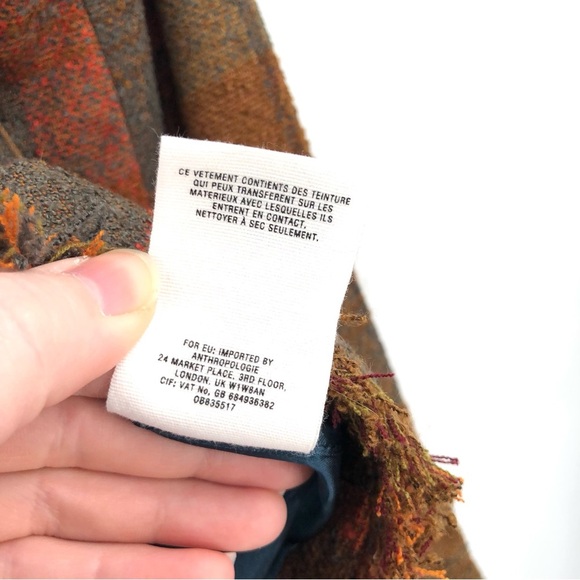 CE VETEMENT CONTIENTS DES TEINTURE
QUI PEUX TRANSFERENT SUR LES
MATERIEUX AVEC LESQUELLES ILS
ENTRENT EN CONTACT,
NETTOYER À SEC SEULEMENT.
FOR EU: IMPORTED BY
ANTHROPOLOGIE
24 MARKET PLACE, 3RD FLOOR,
LONDON, UK W1W8AN
CIF: VAT No. GB 684936382
OB835517